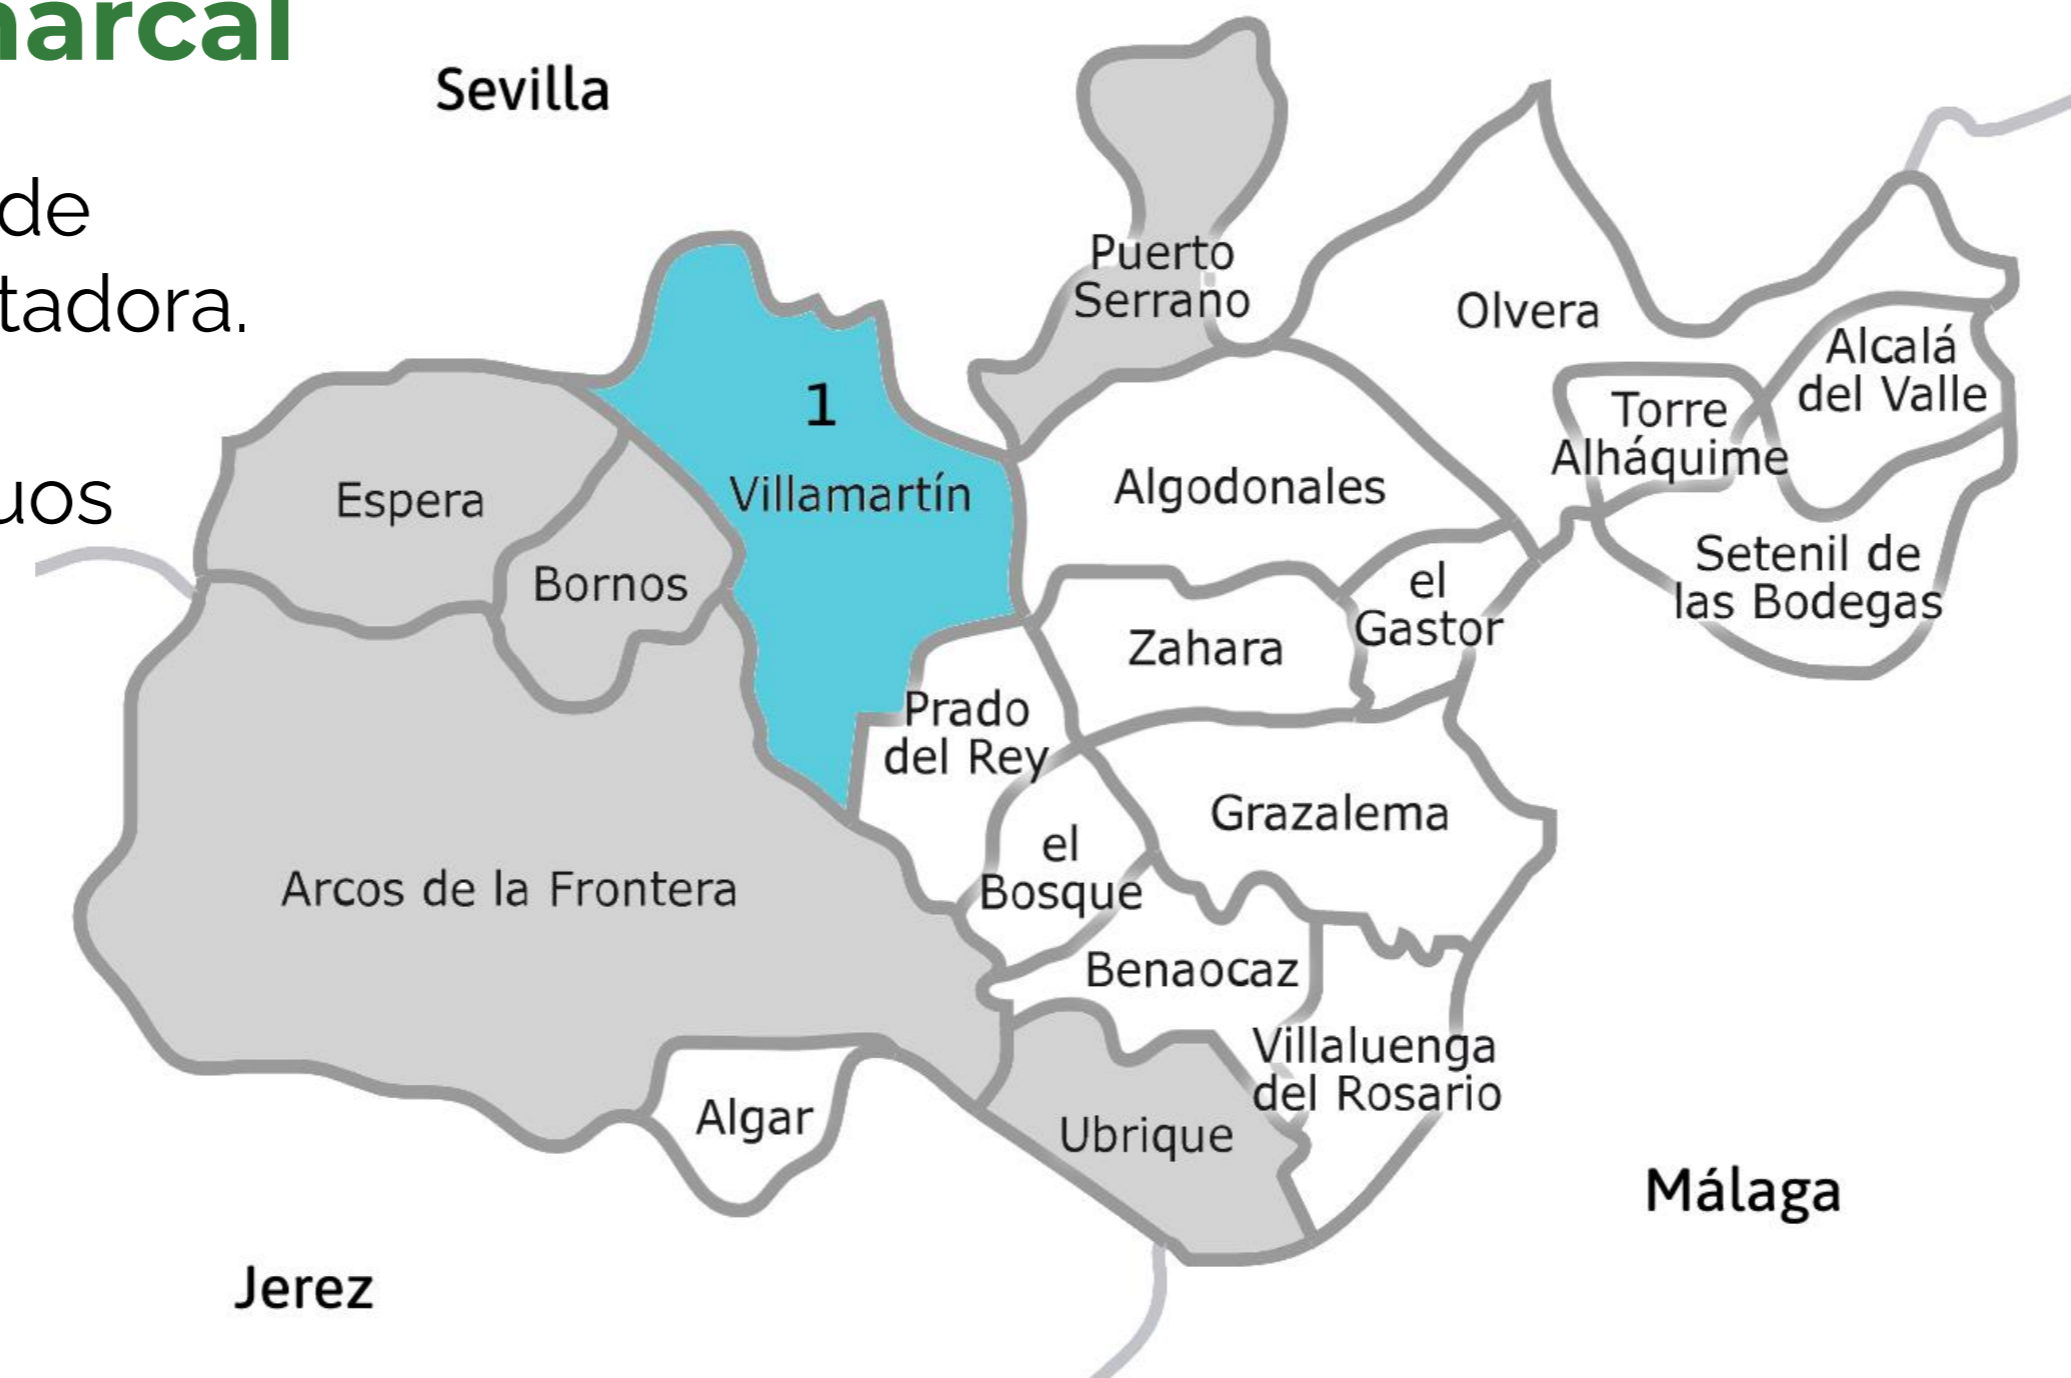 Sevilla
de
tadora.
Puerto
Serrano
Olvera
Alcalá
del Valle
1
Torre
Alháquime
Villamartín
Algodonales
Espera
Bornos
el
Gastor
Setenil de
las Bodegas
Zahara
Prado
del Rey
Grazalema
el
Bosque
Arcos de la Frontera
Benaocaz
Villaluenga
del Rosario
Algar
Ubrique
Málaga
Jerez